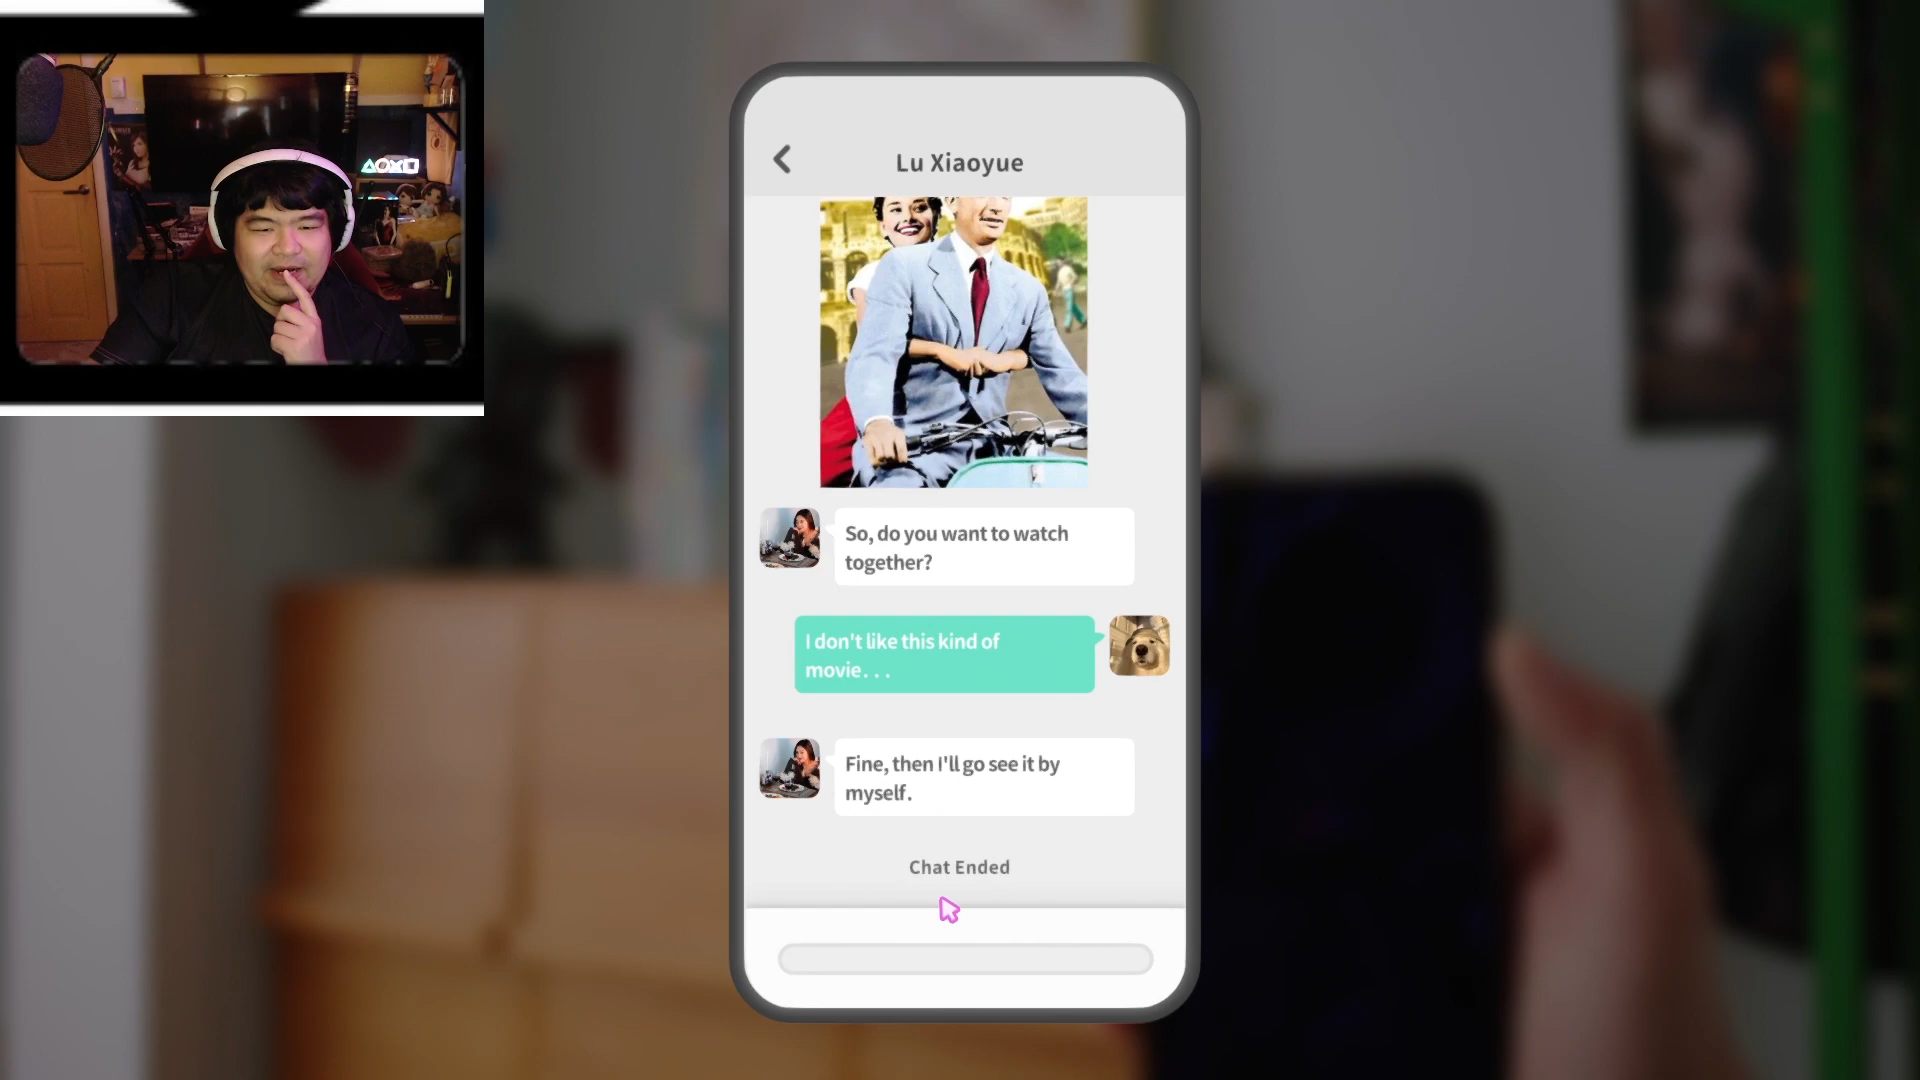 Lu Xiaoyue
So, do you want to watch
together?
I don't like this kind of
movie. . .
Fine, then I'll go see it by
myself.
Chat Ended